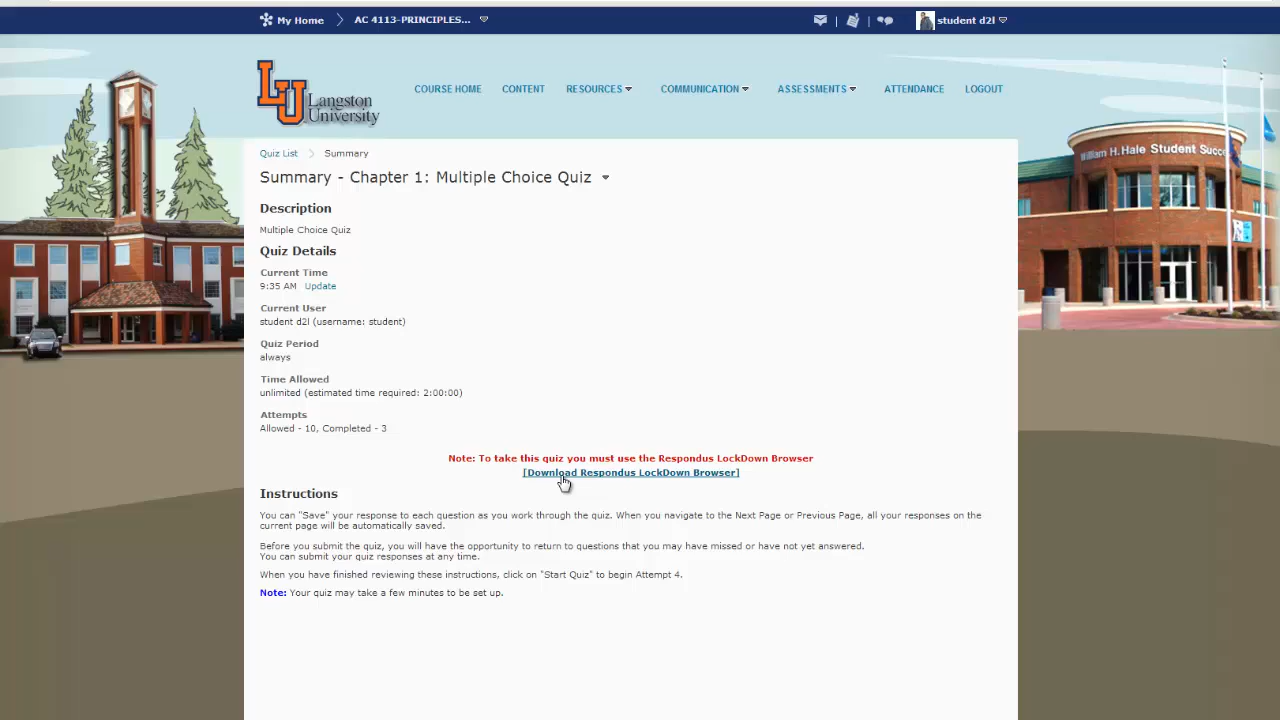 My Home
AC 4113-PRINCIPLES...
student d2l
LU
Langston
University
COURSE HOME
CONTENT
RESOURCES
COMMUNICATION
ASSESSMENTS
ATTENDANCE
LOGOUT
William H. Hale Student Succe
Quiz List
Summary
Summary - Chapter 1: Multiple Choice Quiz
Description
Multiple Choice Quiz
Quiz Details
Current Time
9:35 AM Update
Current User
student d2l (username: student)
Quiz Period
always
Time Allowed
unlimited (estimated time required: 2:00:00)
Attempts
Allowed - 10, Completed - 3
Note: To take this quiz you must use the Respondus LockDown Browser
[Download Respondus LockDown Browser]
Instructions
You can "Save" your response to each question as you work through the quiz. When you navigate to the Next Page or Previous Page, all your responses on the
current page will be automatically saved.
Before you submit the quiz, you will have the opportunity to return to questions that you may have missed or have not yet answered.
You can submit your quiz responses at any time.
When you have finished reviewing these instructions, click on "Start Quiz" to begin Attempt 4.
Note: Your quiz may take a few minutes to be set up.